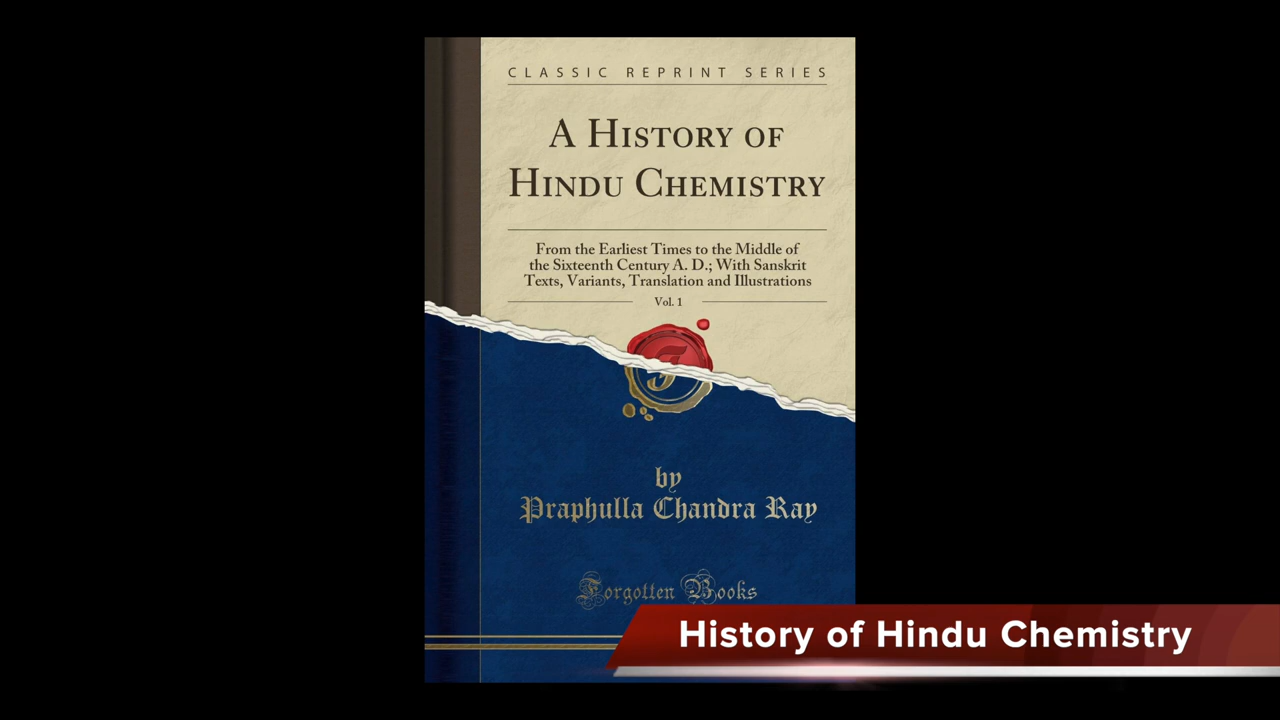 CLASSIC REPRINT SERIES
A HISTORY OF
HINDU CHEMISTRY
From the Earliest Times to the Middle of
the Sixteenth Century A. D.; With Sanskrit
Texts, Variants, Translation and Illustrations
Vol. 1
by
Praphulla Chandra Ray
Forgotten Books
History of Hindu Chemistry